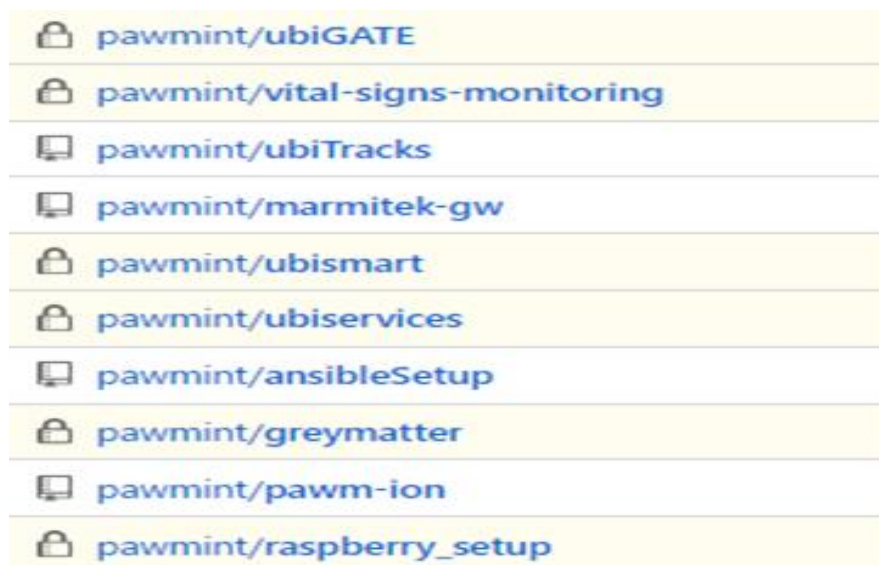 pawmint/ubiGATE
pawmint/vital-signs-monitoring
pawmint/ubiTracks
pawmint/marmitek-gw
pawmint/ubismart
pawmint/ubiservices
pawmint/ansibleSetup
pawmint/greymatter
pawmint/pawm-ion
pawmint/raspberry_setup